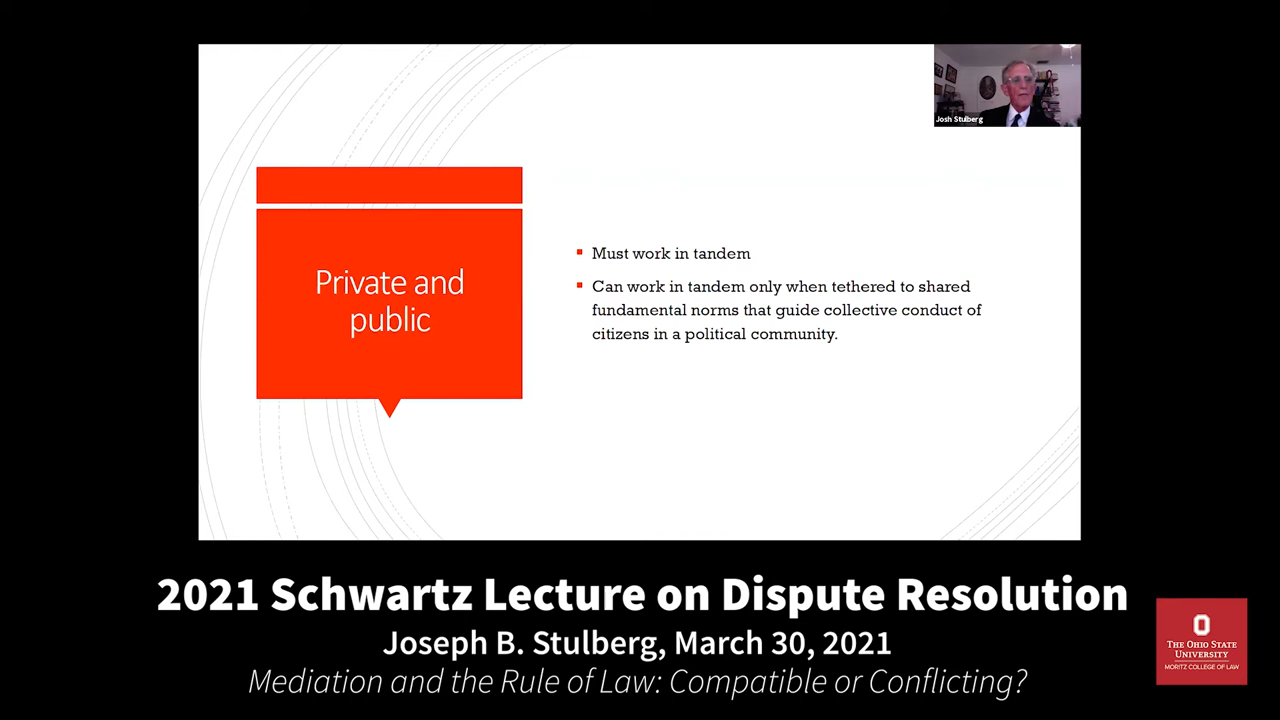 Josh Stulberg
Private and
public
▪ Must work in tandem
▪ Can work in tandem only when tethered to shared
fundamental norms that guide collective conduct of
citizens in a political community.
2021 Schwartz Lecture on Dispute Resolution
Joseph B. Stulberg, March 30, 2021
Mediation and the Rule of Law: Compatible or Conflicting?
THE OHIO STATE
UNIVERSITY
MORITZ COLLEGE OF LAW